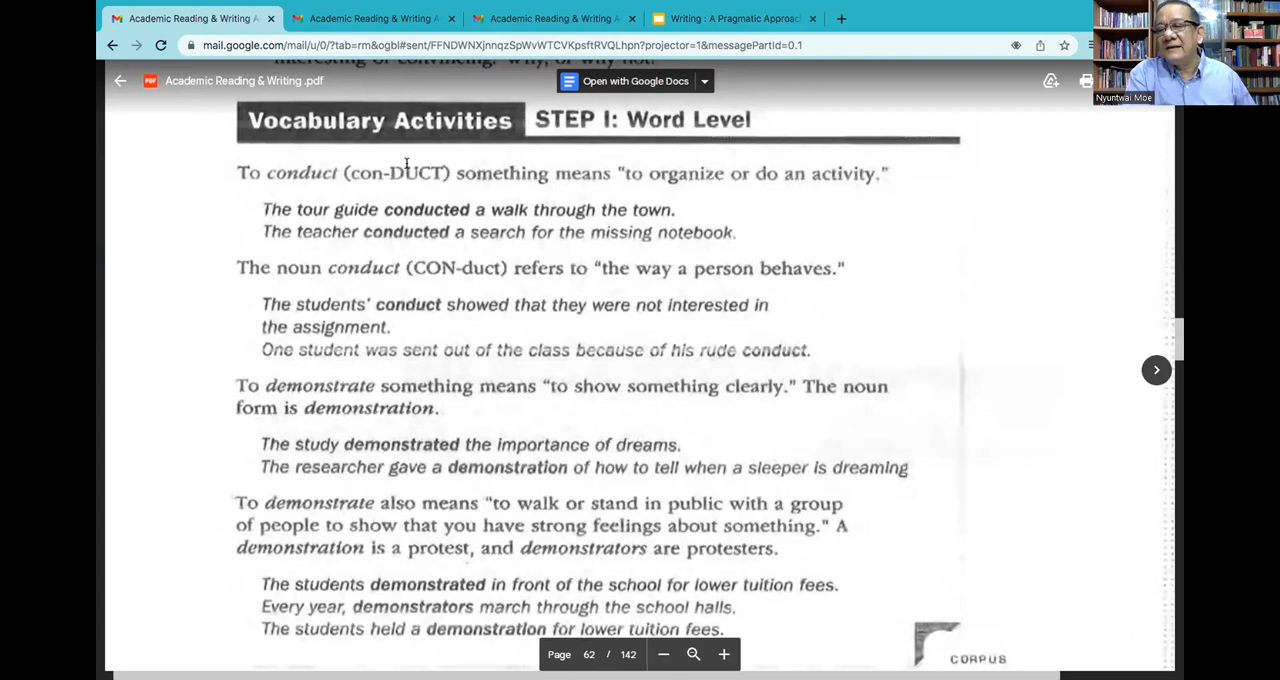 Academic Reading & Writing A
Academic Reading & Writing A
Academic Reading & Writing A
Writing : A Pragmatic Approac
mail.google.com/mail/u/0/?tab=rm&ogbl#sent/FFNDWNXjnnqzSpWvWTCVKpsftRVQLhpn?projector=1&messagePartId=0.1
Nyuntwai Moe
PDF
Academic Reading & Writing .pdf
Open with Google Docs
Vocabulary Activities STEP I: Word Level
To conduct (con-DUCT) something means "to organize or do an activity."
The tour guide conducted a walk through the town.
The teacher conducted a search for the missing notebook.
The noun conduct (CON-duct) refers to "the way a person behaves."
The students' conduct showed that they were not interested in
the assignment.
One student was sent out of the class because of his rude conduct.
To demonstrate something means "to show something clearly." The noun
form is demonstration.
The study demonstrated the importance of dreams.
The researcher gave a demonstration of how to tell when a sleeper is dreaming
To demonstrate also means "to walk or stand in public with a group
of people to show that you have strong feelings about something." A
demonstration is a protest, and demonstrators are protesters.
The students demonstrated in front of the school for lower tuition fees.
Every year, demonstrators march through the school halls.
The students held a demonstration for lower tuition fees.
CORPUS
Page 62 / 142